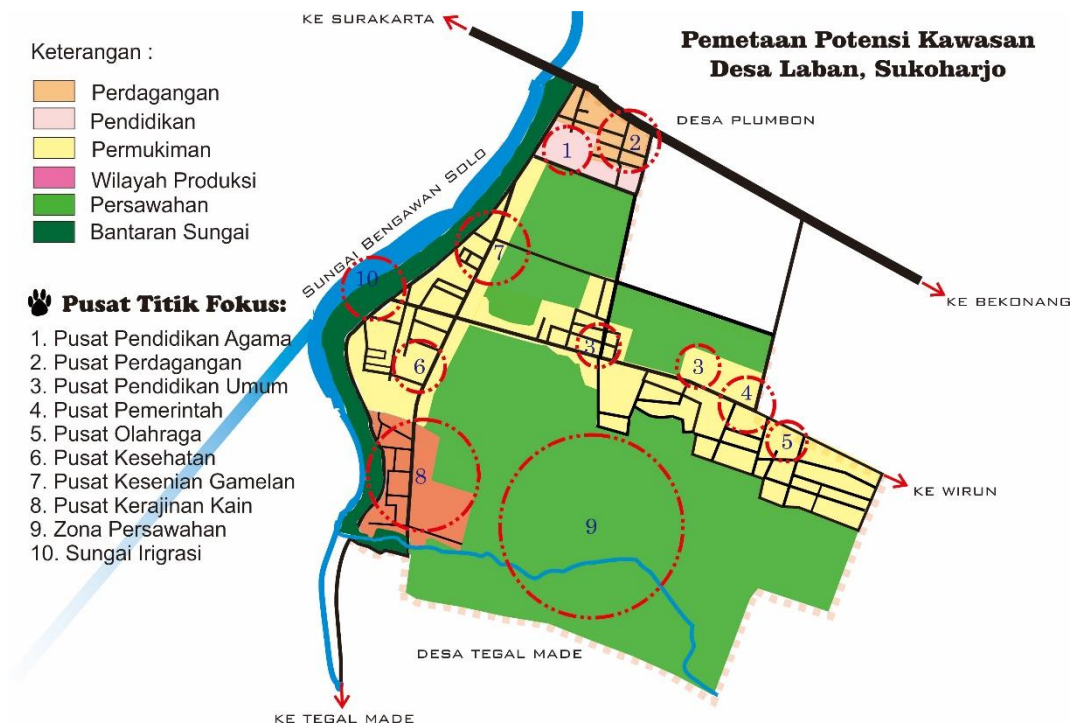 KE SURAKARTA
Pemetaan Potensi Kawasan
Desa Laban, Sukoharjo
Keterangan :
Perdagangan
Pendidikan
Permukiman
Wilayah Produksi
Persawahan
Bantaran Sungai
DESA PLUMBON
SUNGAI BENGAWAN SOLO
KE BEKONANG
Pusat Titik Fokus:
1. Pusat Pendidikan Agama
2. Pusat Perdagangan
3. Pusat Pendidikan Umum
4. Pusat Pemerintah
5. Pusat Olahraga
6. Pusat Kesehatan
7. Pusat Kesenian Gamelan
8. Pusat Kerajinan Kain
9. Zona Persawahan
10. Sungai Irigrasi
1
2
7
10
3
3
6
4
5
8
9
KE WIRUN
DESA TEGAL MADE
KE TEGAL MADE